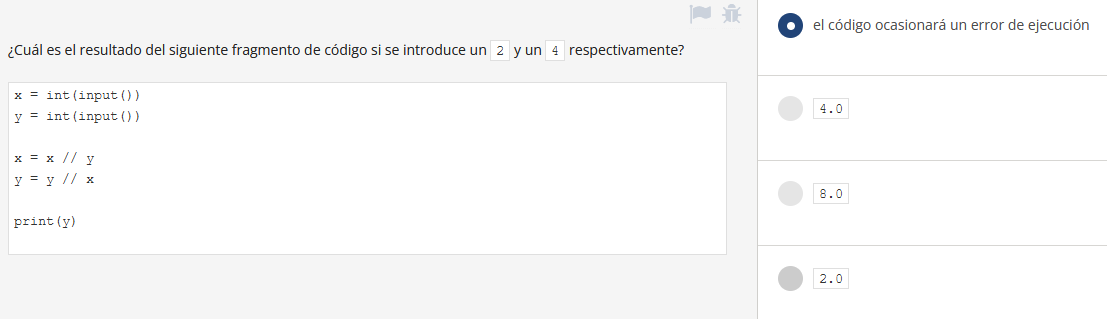 ¿Cuál es el resultado del siguiente fragmento de código si se introduce un 2 y un 4 respectivamente?
x = int(input())
y = int(input())
x = x // y
y = y // x
print(y)
el código ocasionará un error de ejecución
4.0
8.0
2.0